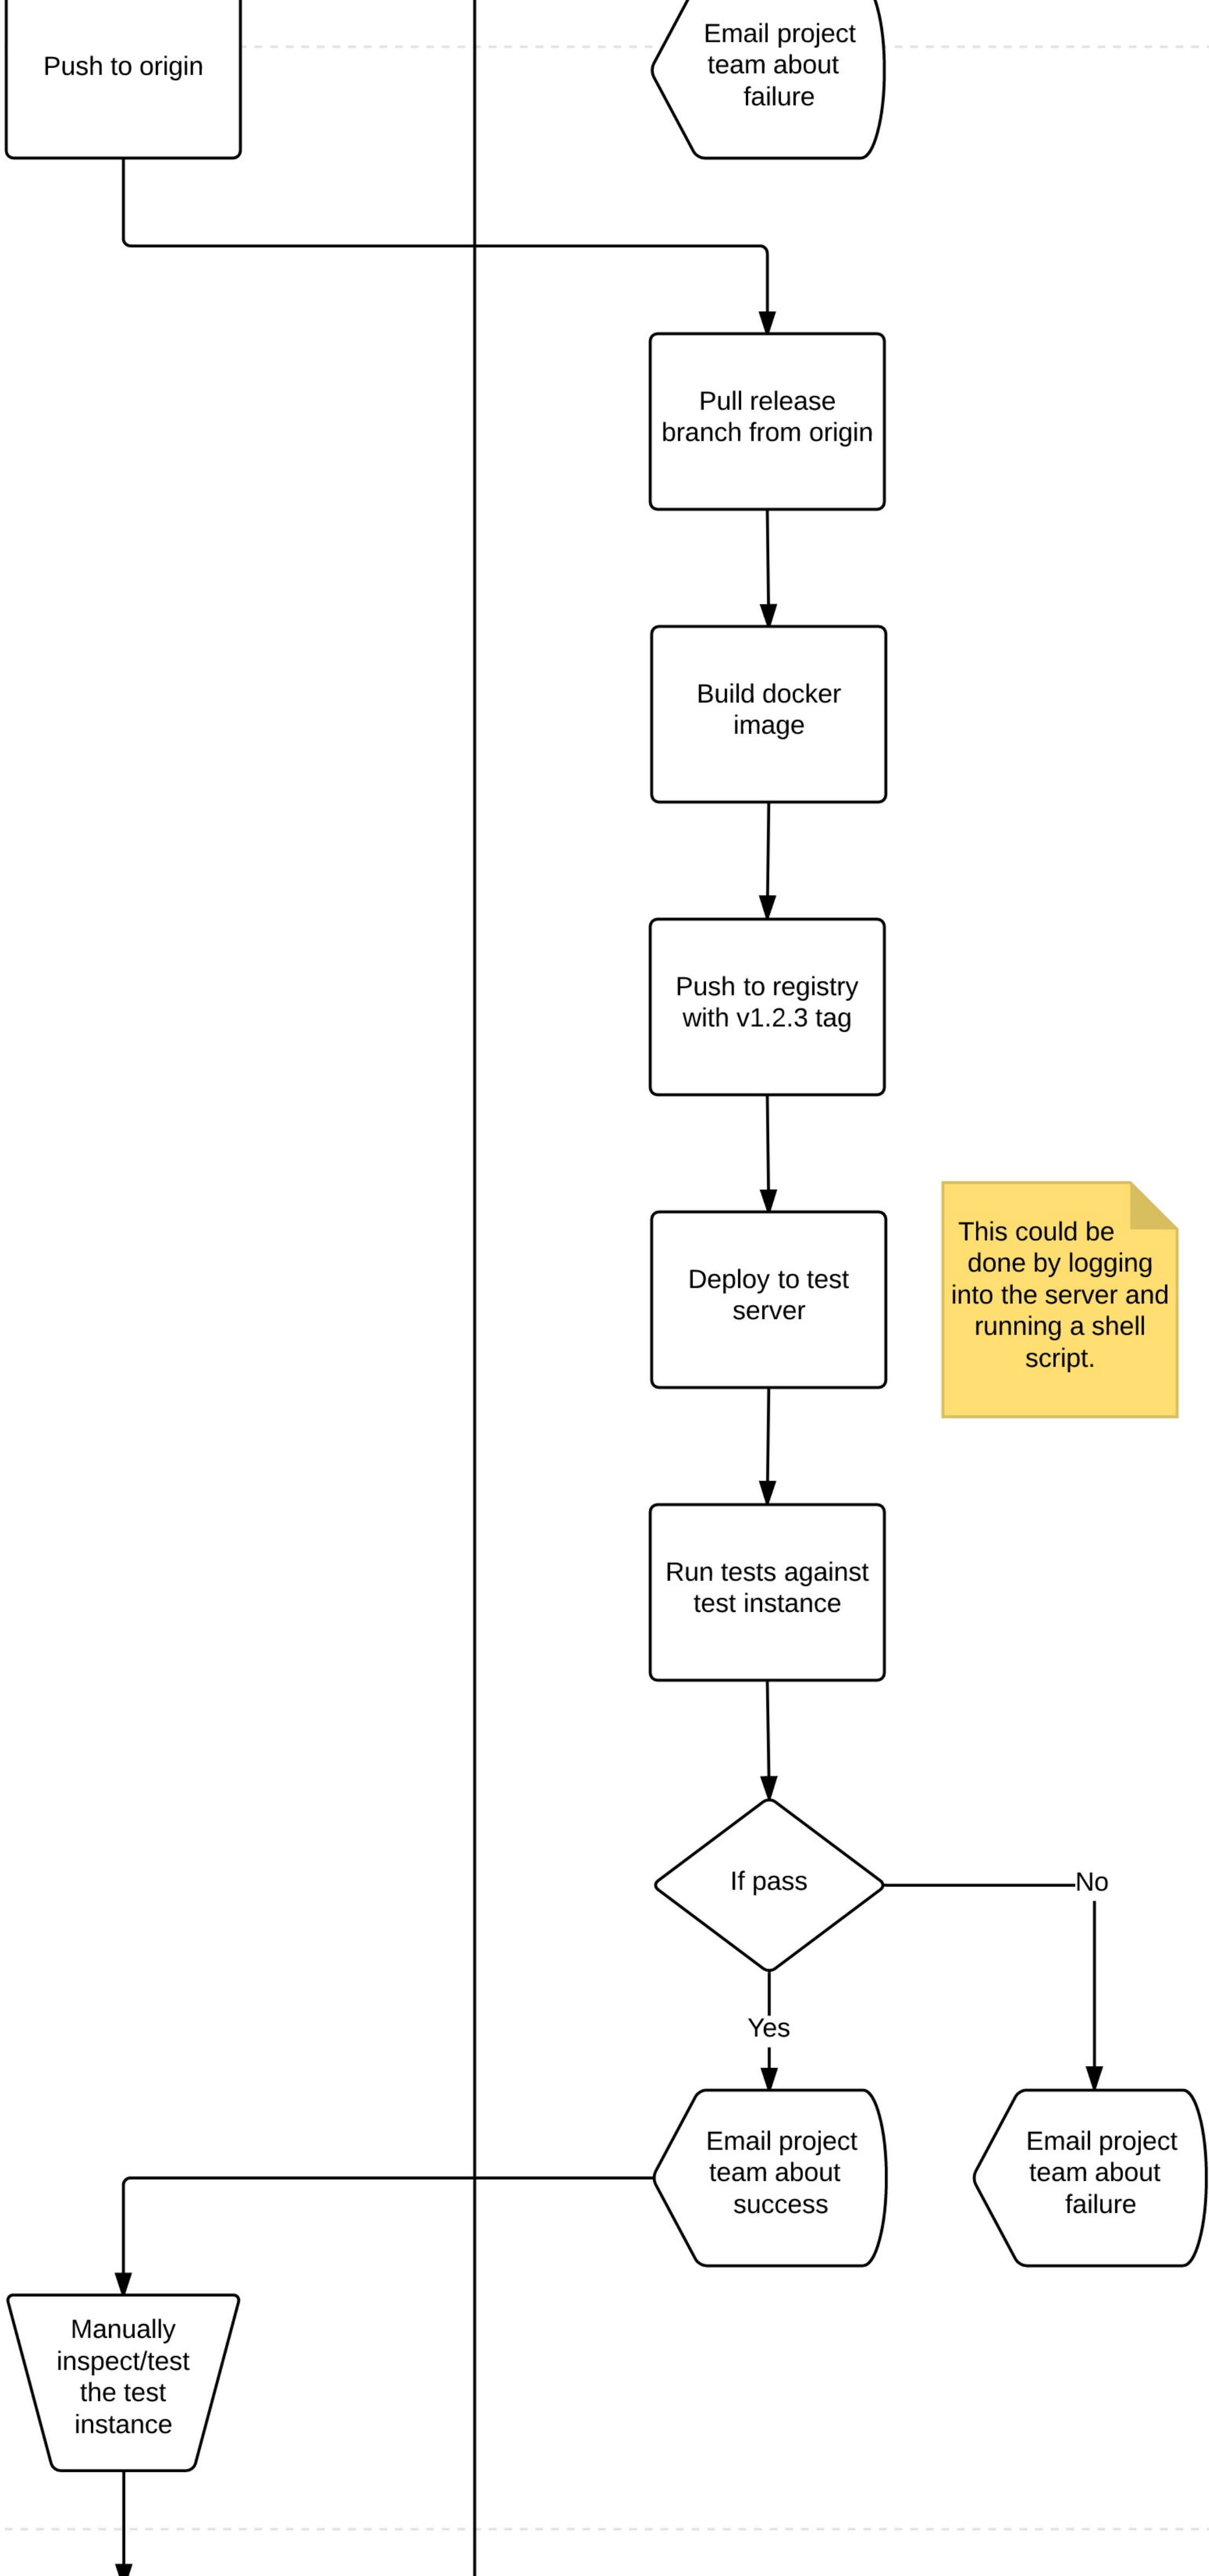 Push to origin
Email project
team about
failure
Pull release
branch from origin
Build docker
image
Push to registry
with v1.2.3 tag
Deploy to test
server
This could be
done by logging
into the server and
running a shell
script.
Run tests against
test instance
If pass
No
Yes
Email project
team about
success
Email project
team about
failure
Manually
inspect/test
the test
instance